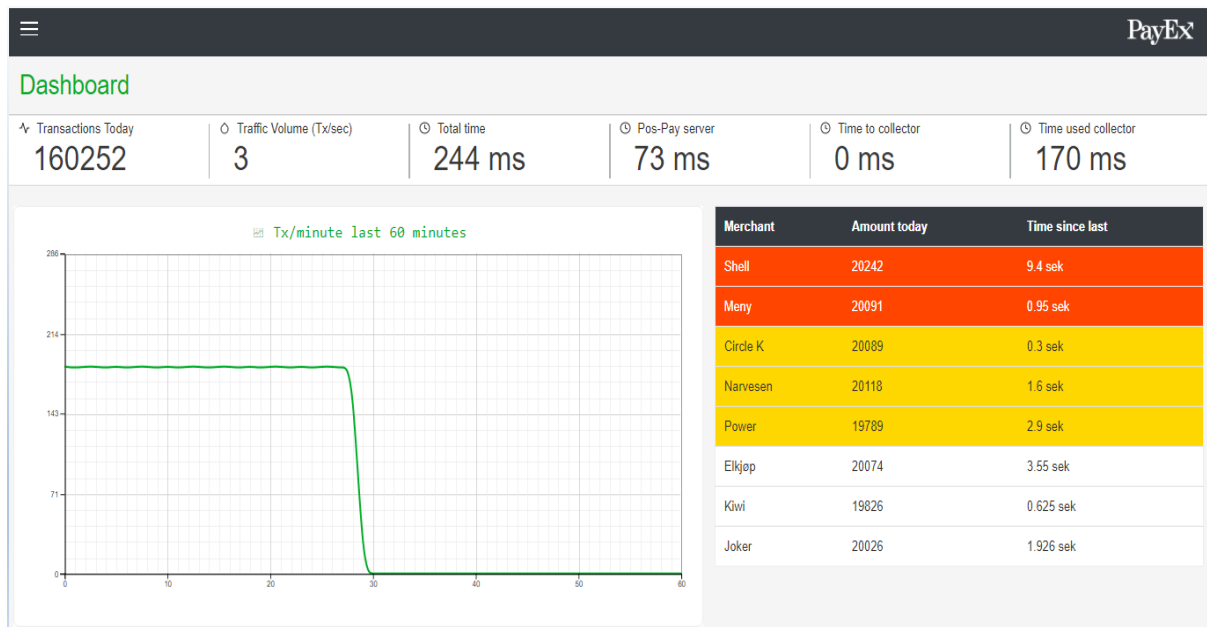 PayEx
Dashboard
Transactions Today
160252
Traffic Volume (Tx/sec)
3
Total time
244 ms
Pos-Pay server
73 ms
Time to collector
0 ms
Time used collector
170 ms
Tx/minute last 60 minutes
286
214
143
71
0
0 10 20 30 40 50 60
Merchant Amount today Time since last
Shell 20242 9.4 sek
Meny 20091 0.95 sek
Circle K 20089 0.3 sek
Narvesen 20118 1.6 sek
Power 19789 2.9 sek
Elkjøp 20074 3.55 sek
Kiwi 19826 0.625 sek
Joker 20026 1.926 sek